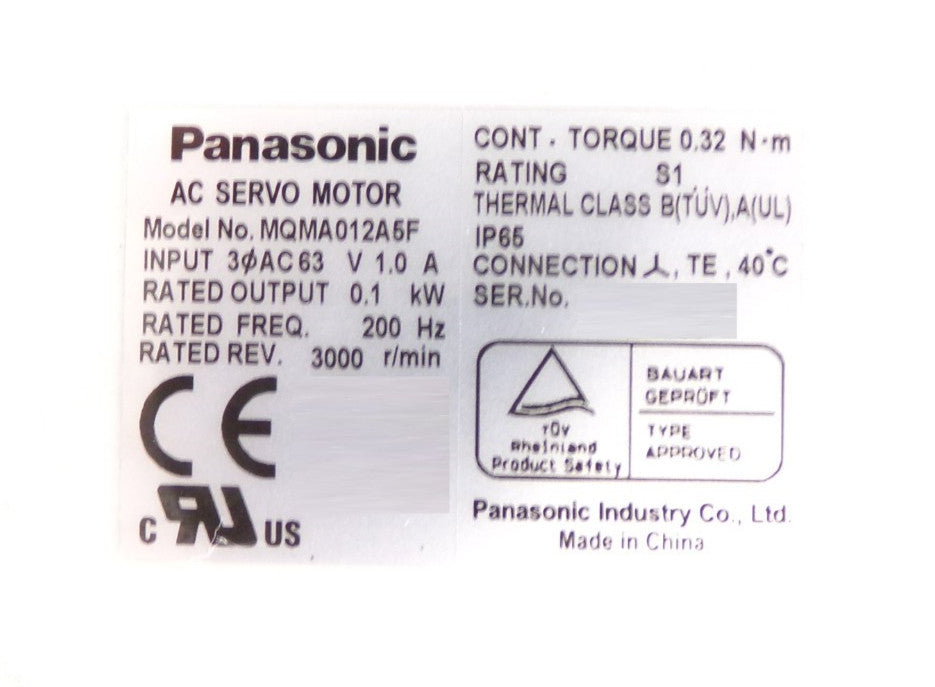 Panasonic
AC SERVO MOTOR
Model No. MQMA012A5F
INPUT 3ϕAC 63 V 1.0 A
RATED OUTPUT 0.1 kW
RATED FREQ. 200 Hz
RATED REV. 3000 r/min
CE
C RU US
CONT. TORQUE 0.32 N·m
RATING S1
THERMAL CLASS B(TÜV),A(UL)
IP65
CONNECTION ⅄, TE, 40˚C
SER.No.
TÜV
Rheinland
Product Safety
BAUART
GEPRÜFT
TYPE
APPROVED
Panasonic Industry Co., Ltd.
Made in China